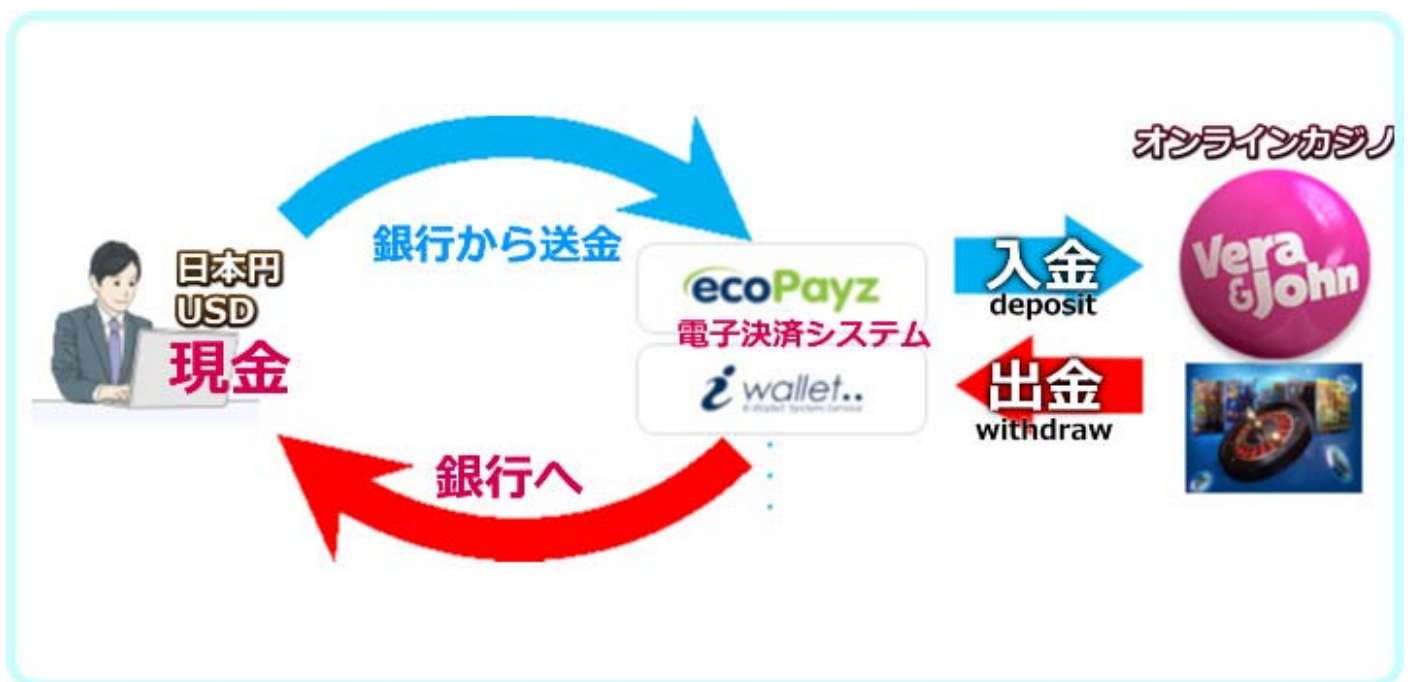 オンラインカジノ
銀行から送金
日本円
USD
現金
ecoPayz
電子決済システム
i wallet..
入金
deposit
出金
withdraw
Vera
&John
銀行へ